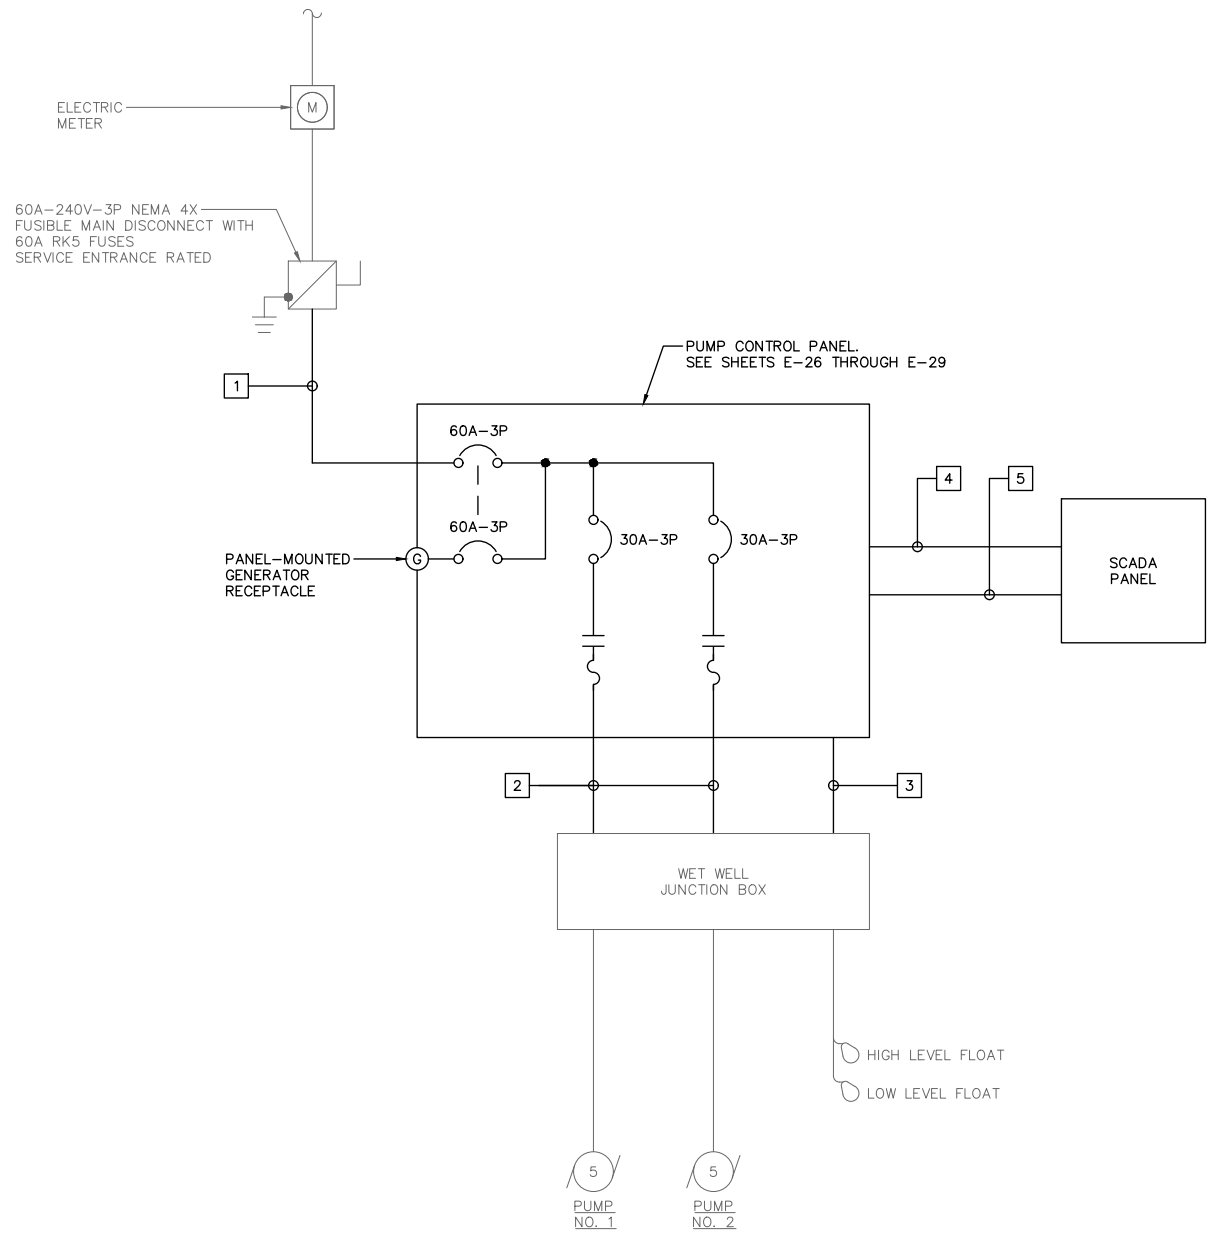 ELECTRIC
METER
M
60A-240V-3P NEMA 4X
FUSIBLE MAIN DISCONNECT WITH
60A RK5 FUSES
SERVICE ENTRANCE RATED
PUMP CONTROL PANEL.
SEE SHEETS E-26 THROUGH E-29
1
60A-3P
4
5
60A-3P
30A-3P
30A-3P
PANEL-MOUNTED
GENERATOR
RECEPTACLE
G
SCADA
PANEL
2
3
WET WELL
JUNCTION BOX
HIGH LEVEL FLOAT
LOW LEVEL FLOAT
5
PUMP
NO. 1
5
PUMP
NO. 2